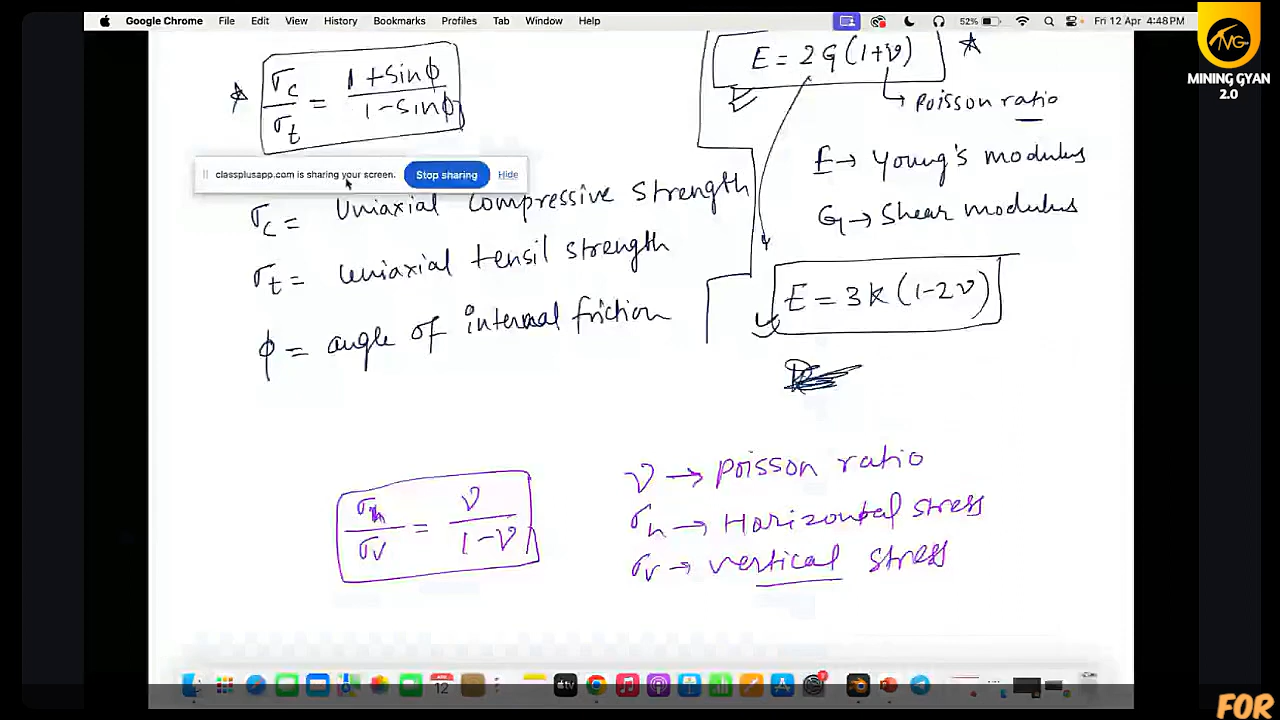 Google Chrome File Edit View History Bookmarks Profiles Tab Window Help 52% Fri 12 Apr 4:48 PM
MINING GYAN
2.0
σc/σt = 1+sinφ/1-sinφ
E = 2G(1+ν)
Poisson ratio
classplusapp.com is sharing your screen. Stop sharing Hide
E→ Young's modulus
G→ Shear modulus
σc = Uniaxial compressive strength
σt = Uniaxial tensil strength
φ = angle of internal friction
E = 3K(1-2ν)
σh/σv = ν/1-ν
ν → Poisson ratio
σh → Horizontal stress
σv → vertical stress
FOR